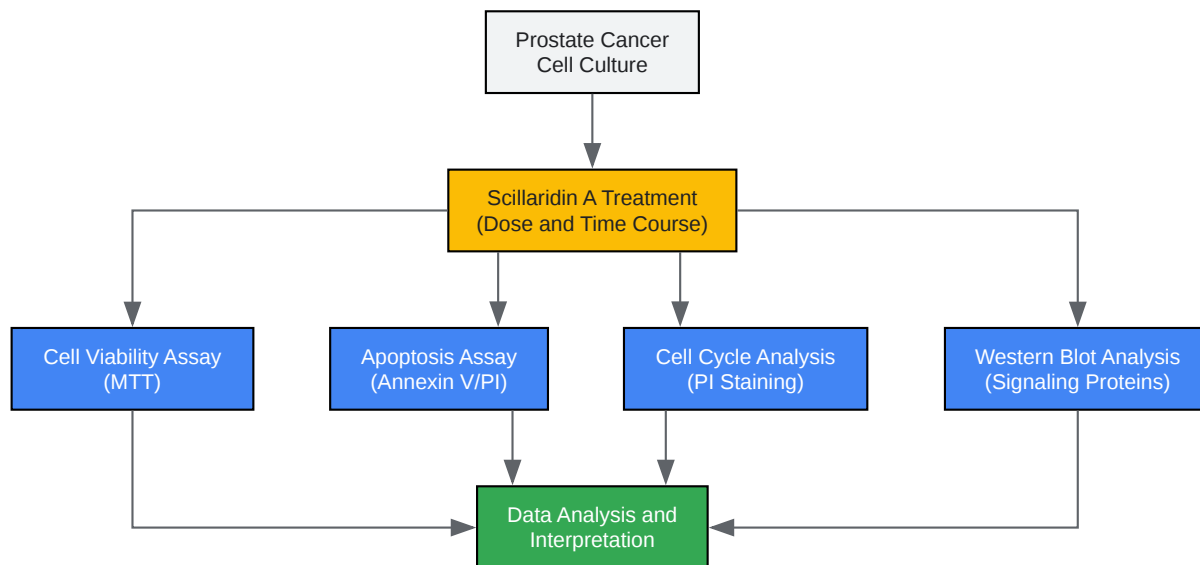 Prostate Cancer
Cell Culture
Scillaridin A Treatment
(Dose and Time Course)
Cell Viability Assay
(MTT)
Apoptosis Assay
(Annexin V/PI)
Cell Cycle Analysis
(PI Staining)
Western Blot Analysis
(Signaling Proteins)
Data Analysis and
Interpretation